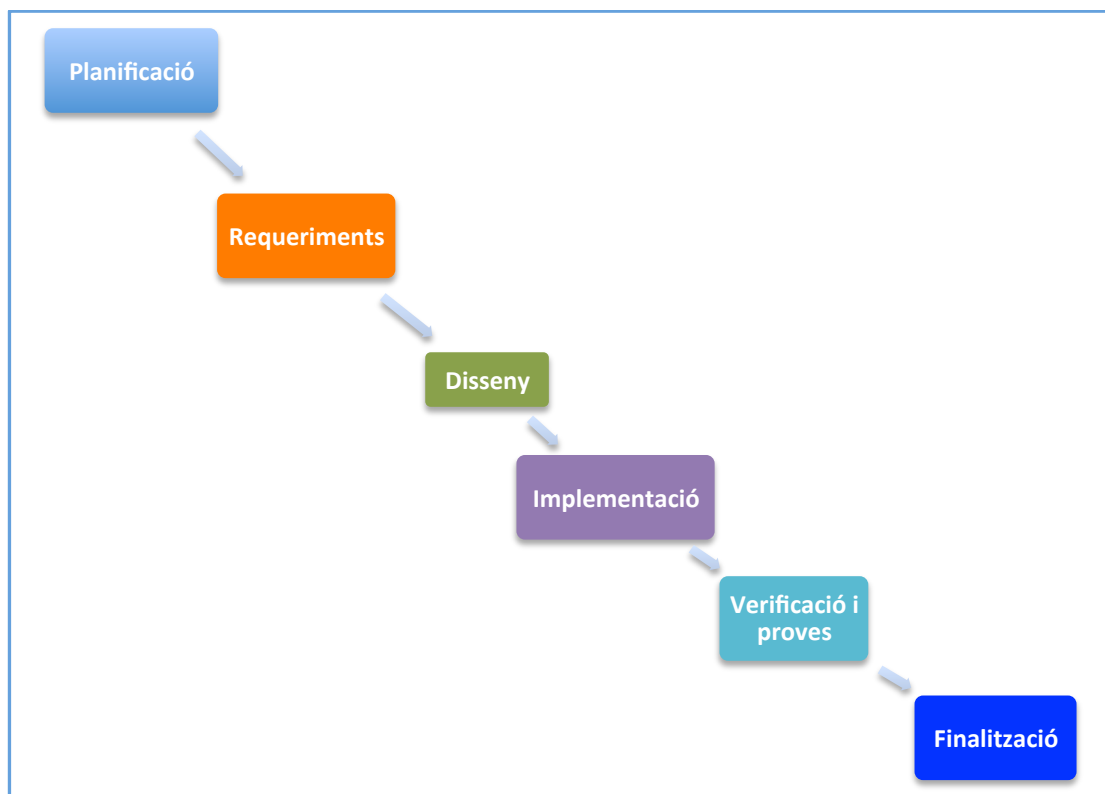 Planificació
Requeriments
Disseny
Implementació
Verificació i
proves
Finalització